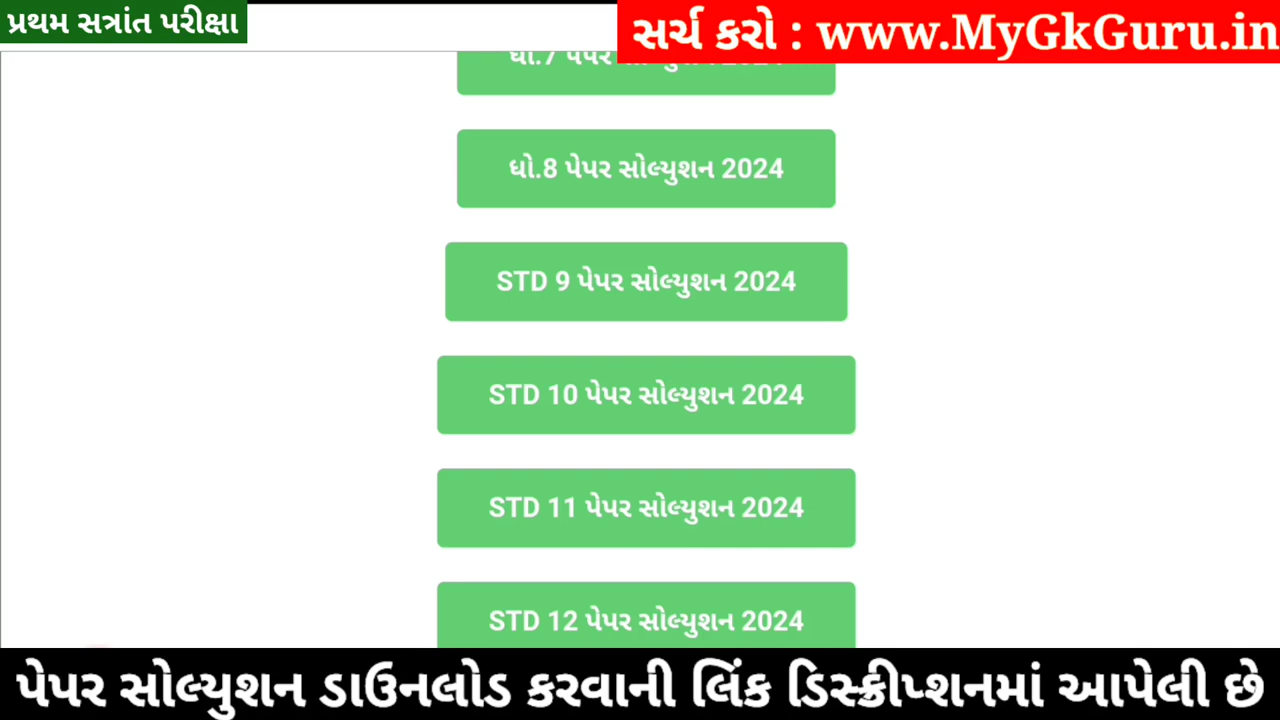 પ્રથમ સત્રાંત પરીક્ષા
સર્ચ કરો : www.MyGkGuru.in
ધો.7 પેપર
ધો.8 પેપર સોલ્યુશન 2024
STD 9 પેપર સોલ્યુશન 2024
STD 10 પેપર સોલ્યુશન 2024
STD 11 પેપર સોલ્યુશન 2024
STD 12 પેપર સોલ્યુશન 2024
પેપર સોલ્યુશન ડાઉનલોડ કરવાની લિંક ડિસ્ક્રીપ્શનમાં આપેલી છે